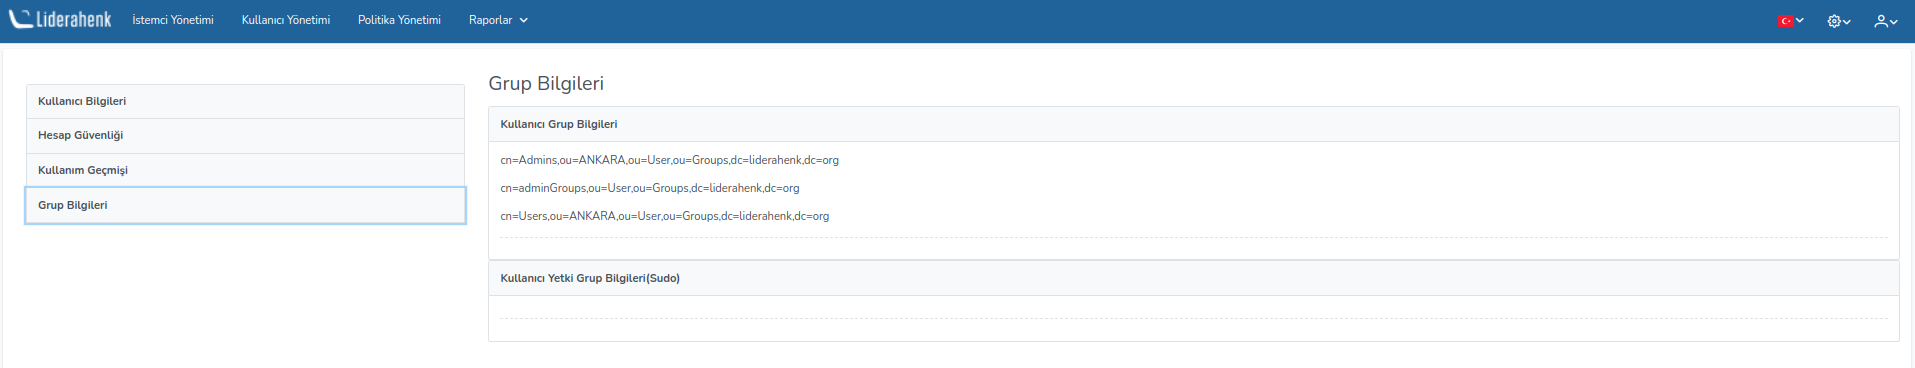 Liderahenk İstemci Yönetimi Kullanıcı Yönetimi Politika Yönetimi Raporlar
Kullanıcı Bilgileri
Hesap Güvenliği
Kullanım Geçmişi
Grup Bilgileri
Grup Bilgileri
Kullanıcı Grup Bilgileri
cn=Admins,ou=ANKARA,ou=User,ou=Groups,dc=liderahenk,dc=org
cn=adminGroups,ou=User,ou=Groups,dc=liderahenk,dc=org
cn=Users,ou=ANKARA,ou=User,ou=Groups,dc=liderahenk,dc=org
Kullanıcı Yetki Grup Bilgileri(Sudo)